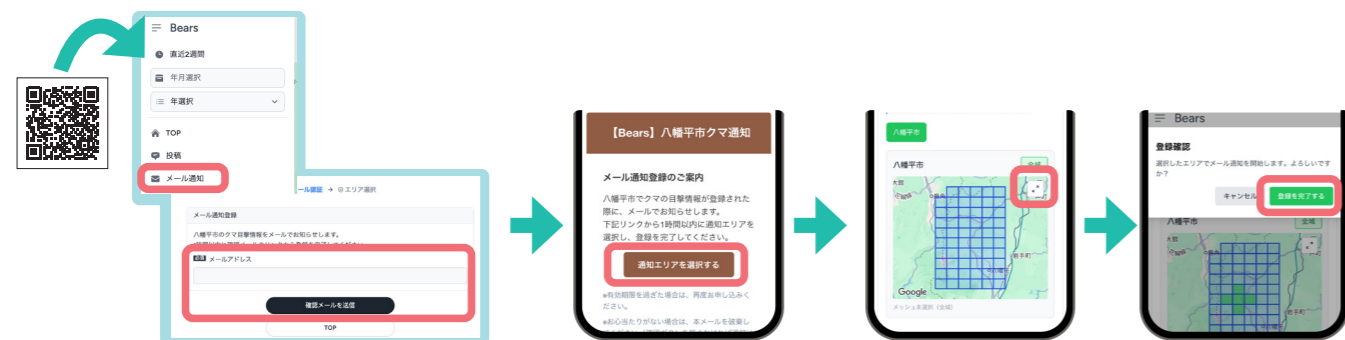 Bears
直近2週間
年月選択
年選択
TOP
投稿
メール通知
ール確認 → ◎エリア選択
メール通知登録
八幡平市のクマ目撃情報をメールでお知らせします。
必須 メールアドレス
確認メールを送信
TOP
【Bears】八幡平市クマ通知
メール通知登録のご案内
八幡平市でクマの目撃情報が登録された
際に、メールでお知らせします。
下記リンクから1時間以内に通知エリアを
選択し、登録を完了してください。
通知エリアを選択する
※有効期限を過ぎた場合は、再度お申し込みく
ださい。
※お心当たりがない場合は、本メールを破棄し
八幡平市
八幡平市
全域
大館
岩手町
Google
メッシュ未選択（全域）
Bears
登録確認
選択したエリアでメール通知を開始します。よろしいです
か？
キャンセル
登録を完了する
八幡平市
大館
岩手町